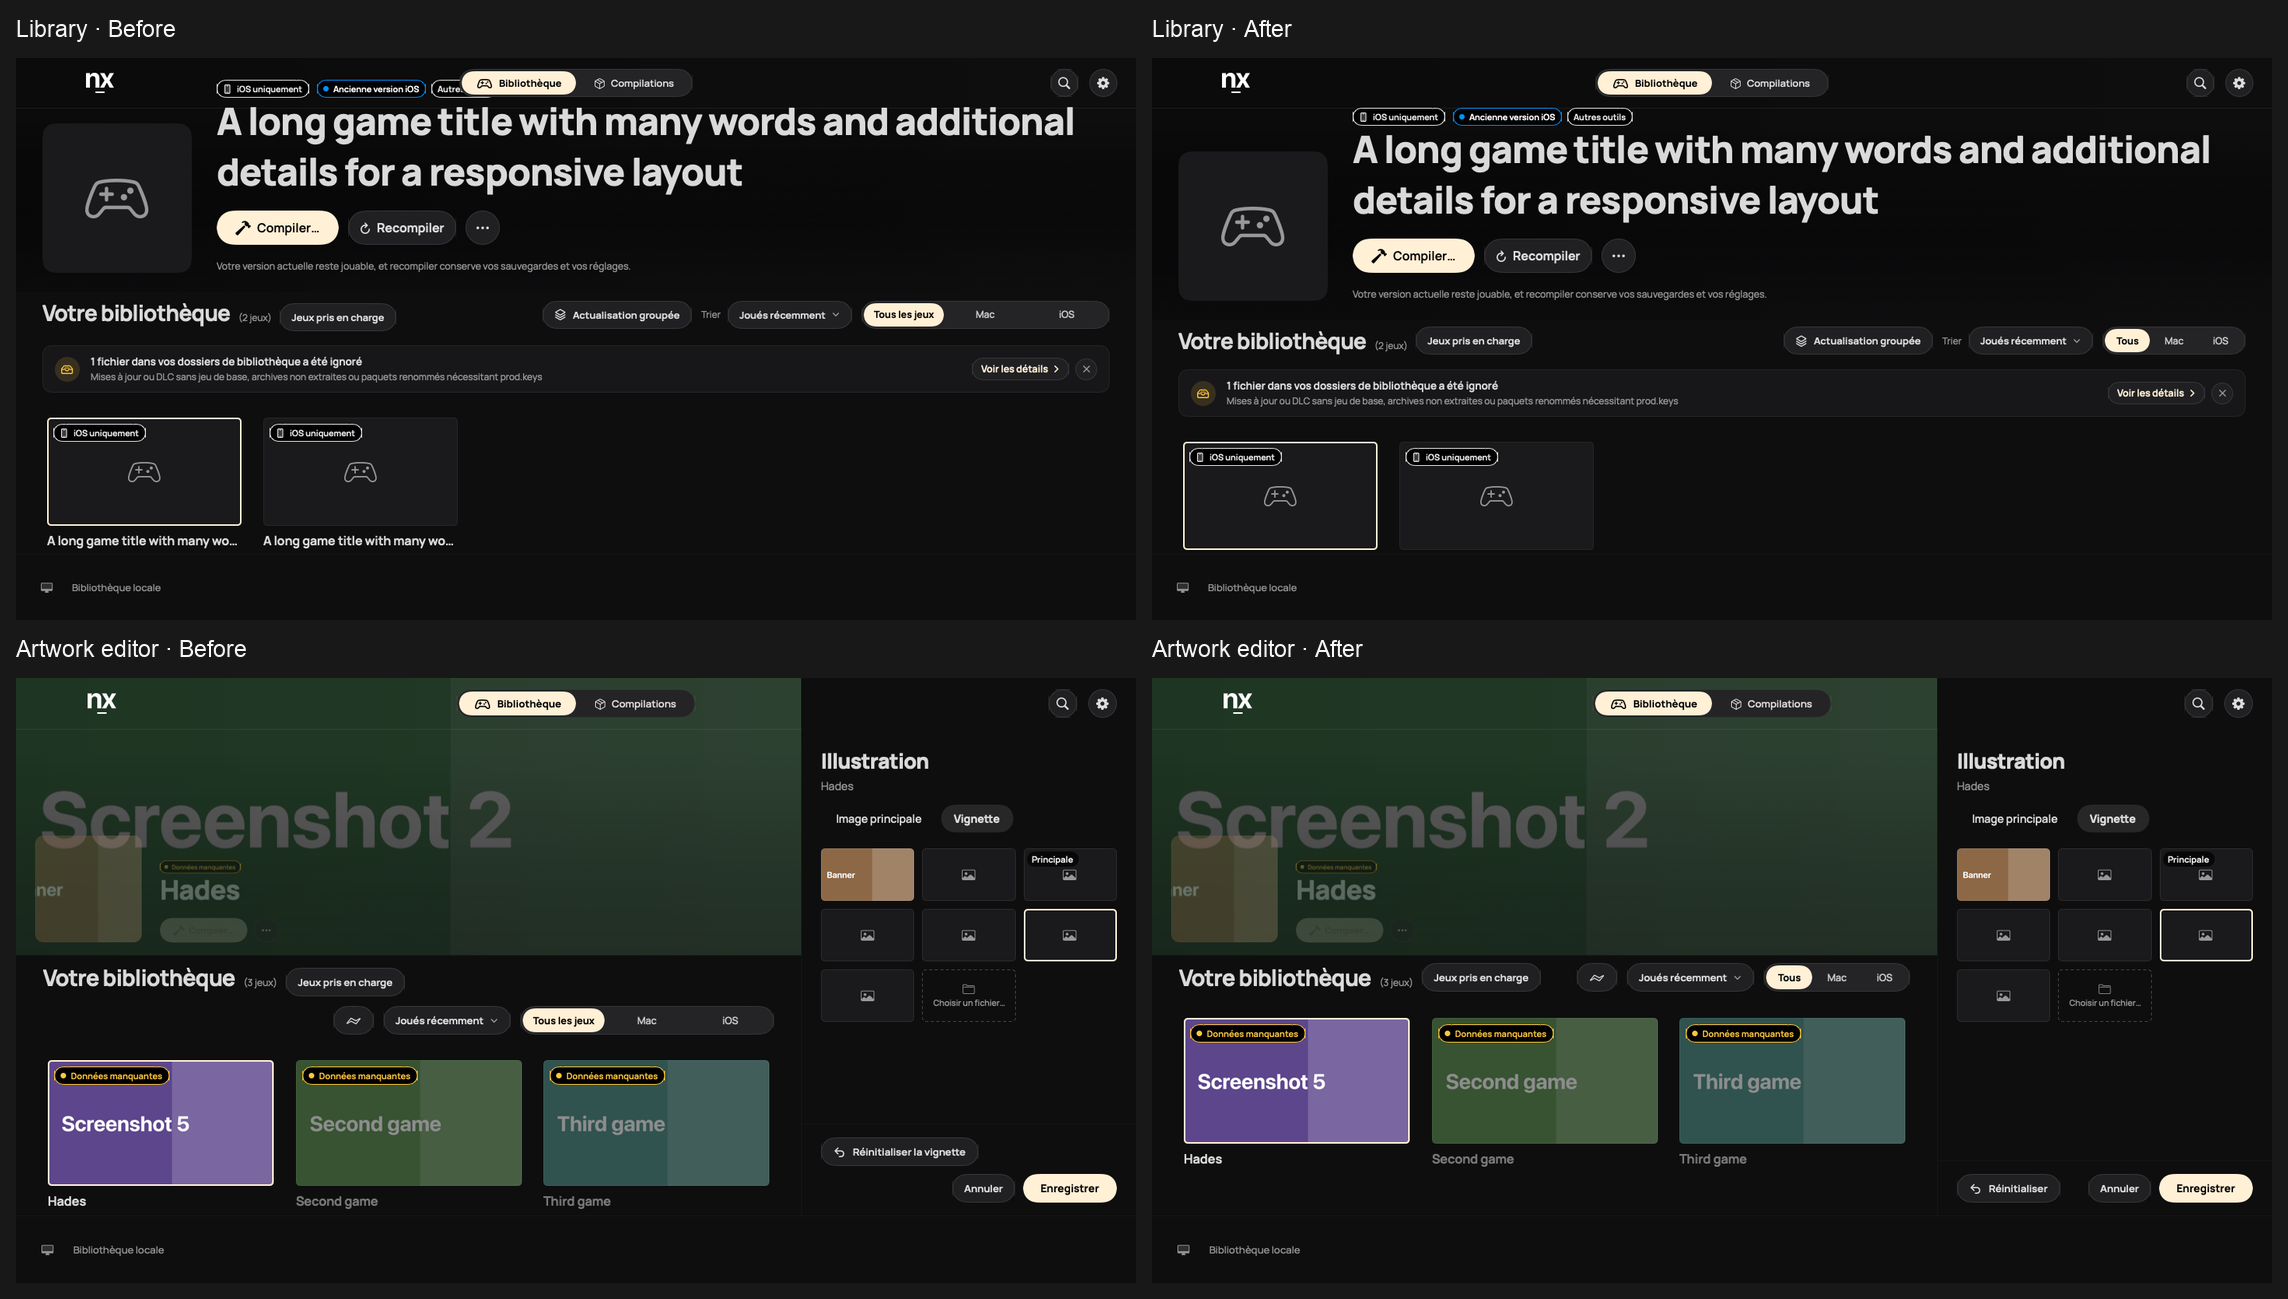 Library · Before
nx
iOS uniquement
Ancienne version iOS
Autre
Bibliothèque
Compilations
A long game title with many words and additional
details for a responsive layout
Compiler...
Recompiler
Votre version actuelle reste jouable, et recompiler conserve vos sauvegardes et vos réglages.
Votre bibliothèque (2 jeux)
Jeux pris en charge
Actualisation groupée
Trier
Joués récemment
Tous les jeux
Mac
iOS
1 fichier dans vos dossiers de bibliothèque a été ignoré
Mises à jour ou DLC sans jeu de base, archives non extraites ou paquets renommés nécessitant prod.keys
Voir les détails
iOS uniquement
iOS uniquement
A long game title with many wo...
A long game title with many wo...
Bibliothèque locale
Library · After
nx
Bibliothèque
Compilations
iOS uniquement
Ancienne version iOS
Autres outils
A long game title with many words and additional
details for a responsive layout
Compiler...
Recompiler
Votre version actuelle reste jouable, et recompiler conserve vos sauvegardes et vos réglages.
Votre bibliothèque (2 jeux)
Jeux pris en charge
Actualisation groupée
Trier
Joués récemment
Tous
Mac
iOS
1 fichier dans vos dossiers de bibliothèque a été ignoré
Mises à jour ou DLC sans jeu de base, archives non extraites ou paquets renommés nécessitant prod.keys
Voir les détails
iOS uniquement
iOS uniquement
Bibliothèque locale
Artwork editor · Before
nx
Bibliothèque
Compilations
Screenshot 2
ner
Données manquantes
Hades
Compiler...
Votre bibliothèque (3 jeux)
Jeux pris en charge
Joués récemment
Tous les jeux
Mac
iOS
Données manquantes
Screenshot 5
Hades
Données manquantes
Second game
Second game
Données manquantes
Third game
Third game
Illustration
Hades
Image principale
Vignette
Banner
Principale
Choisir un fichier...
Réinitialiser la vignette
Annuler
Enregistrer
Bibliothèque locale
Artwork editor · After
nx
Bibliothèque
Compilations
Screenshot 2
ner
Données manquantes
Hades
Compiler...
Votre bibliothèque (3 jeux)
Jeux pris en charge
Joués récemment
Tous
Mac
iOS
Données manquantes
Screenshot 5
Hades
Données manquantes
Second game
Second game
Données manquantes
Third game
Third game
Illustration
Hades
Image principale
Vignette
Banner
Principale
Choisir un fichier...
Réinitialiser
Annuler
Enregistrer
Bibliothèque locale